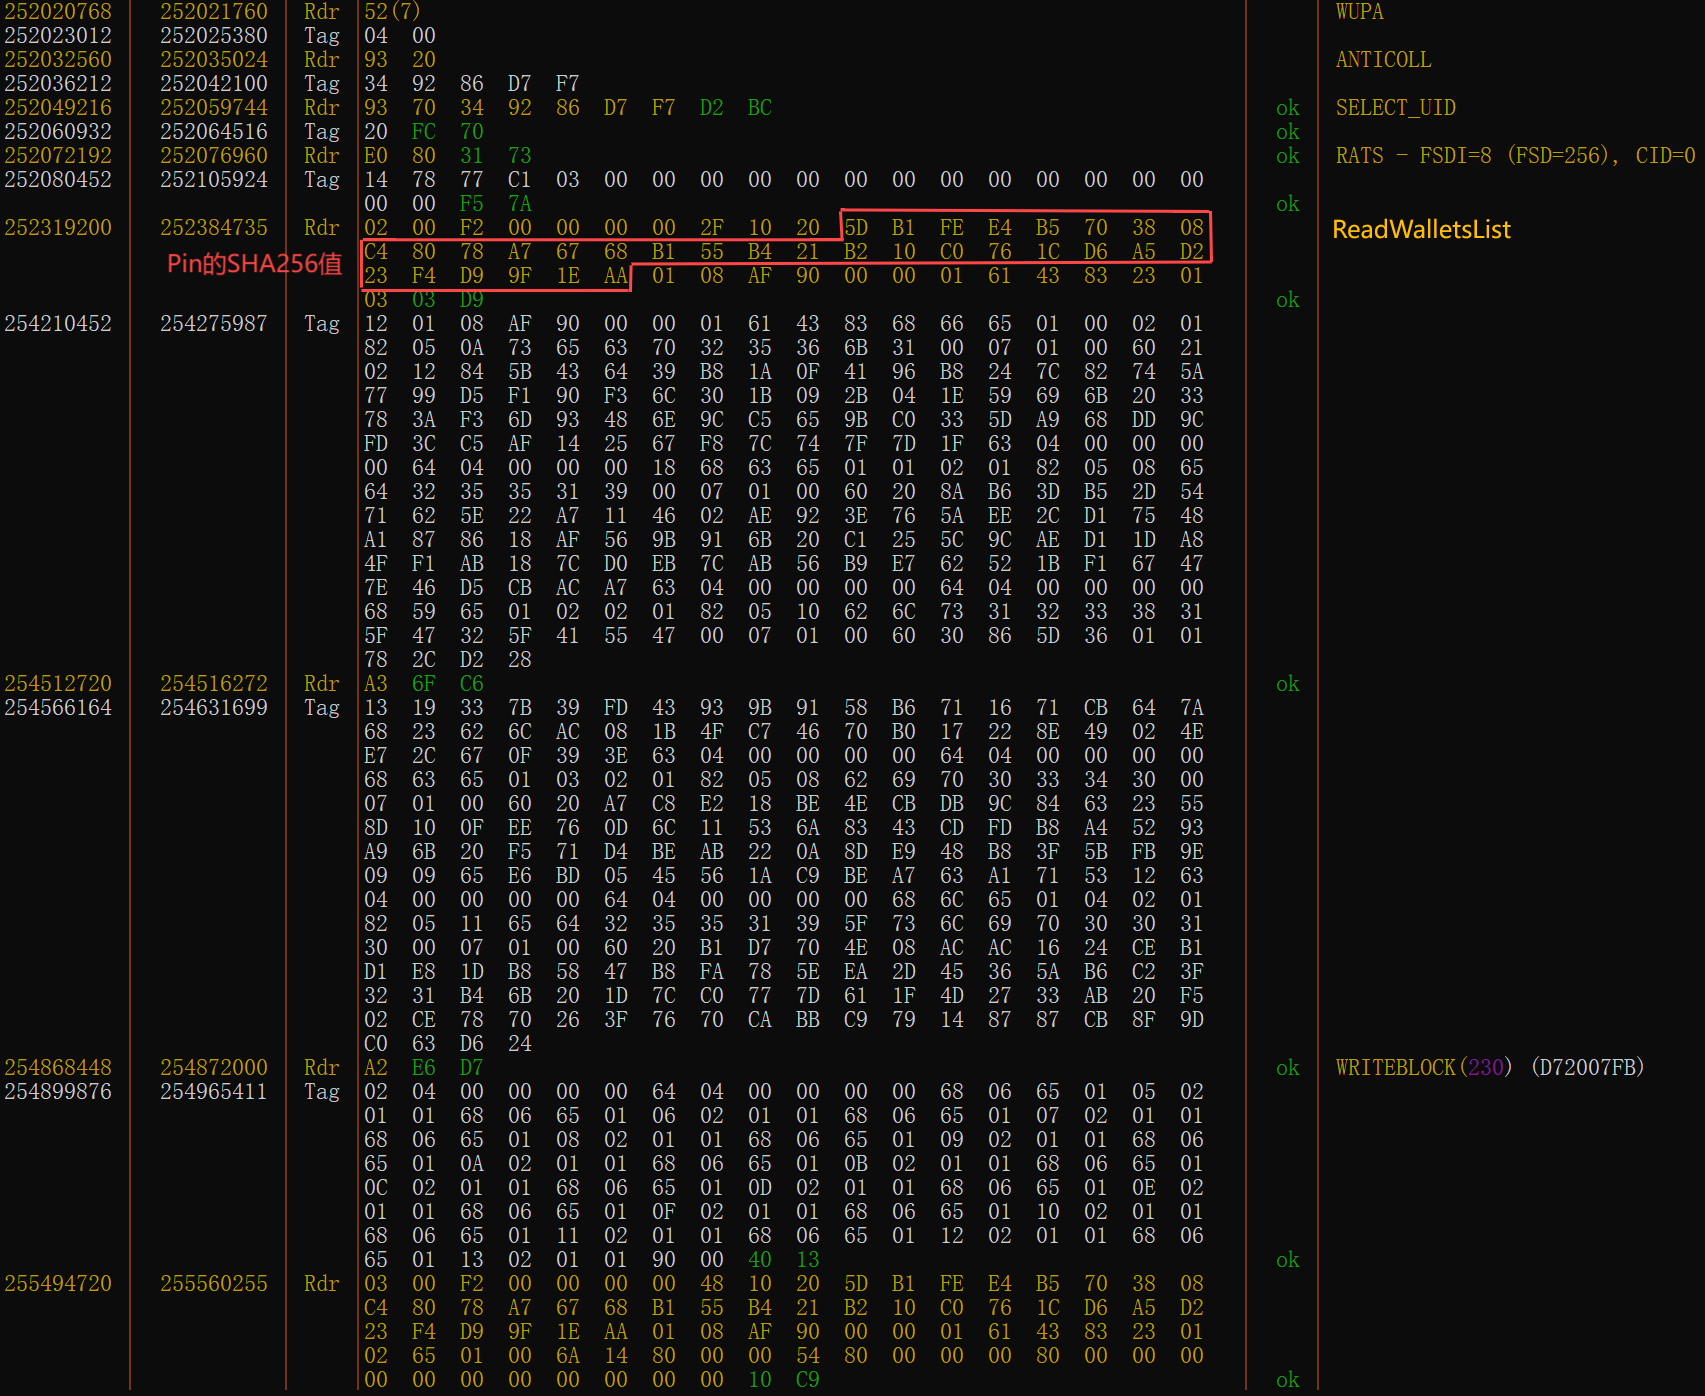 252020768 252021760 Rdr 52(7) WUPA
252023012 252025380 Tag 04 00
252032560 252035024 Rdr 93 20 ANTICOLL
252036212 252042100 Tag 34 92 86 D7 F7
252049216 252059744 Rdr 93 70 34 92 86 D7 F7 D2 BC ok SELECT_UID
252060932 252064516 Tag 20 FC 70 ok
252072192 252076960 Rdr E0 80 31 73 ok RATS - FSDI=8 (FSD=256), CID=0
252080452 252105924 Tag 14 78 77 C1 03 00 00 00 00 00 00 00 00 00 00 00 00 00
00 00 F5 7A ok
252319200 252384735 Rdr 02 00 F2 00 00 00 00 2F 10 20 5D B1 FE E4 B5 70 38 08 ReadWalletsList
Pin的SHA256值 C4 80 78 A7 67 68 B1 55 B4 21 B2 10 C0 76 1C D6 A5 D2
23 F4 D9 9F 1E AA 01 08 AF 90 00 00 01 61 43 83 23 01
03 03 D9 ok
254210452 254275987 Tag 12 01 08 AF 90 00 00 01 61 43 83 68 66 65 01 00 02 01
82 05 0A 73 65 63 70 32 35 36 6B 31 00 07 01 00 60 21
02 12 84 5B 43 64 39 B8 1A 0F 41 96 B8 24 7C 82 74 5A
77 99 D5 F1 90 F3 6C 30 1B 09 2B 04 1E 59 69 6B 20 33
78 3A F3 6D 93 48 6E 9C C5 65 9B C0 33 5D A9 68 DD 9C
FD 3C C5 AF 14 25 67 F8 7C 74 7F 7D 1F 63 04 00 00 00
00 64 04 00 00 00 18 68 63 65 01 01 02 01 82 05 08 65
64 32 35 35 31 39 00 07 01 00 60 20 8A B6 3D B5 2D 54
71 62 5E 22 A7 11 46 02 AE 92 3E 76 5A EE 2C D1 75 48
A1 87 86 18 AF 56 9B 91 6B 20 C1 25 5C 9C AE D1 1D A8
4F F1 AB 18 7C D0 EB 7C AB 56 B9 E7 62 52 1B F1 67 47
7E 46 D5 CB AC A7 63 04 00 00 00 00 64 04 00 00 00 00
68 59 65 01 02 02 01 82 05 10 62 6C 73 31 32 33 38 31
5F 47 32 5F 41 55 47 00 07 01 00 60 30 86 5D 36 01 01
78 2C D2 28
254512720 254516272 Rdr A3 6F C6 ok
254566164 254631699 Tag 13 19 33 7B 39 FD 43 93 9B 91 58 B6 71 16 71 CB 64 7A
68 23 62 6C AC 08 1B 4F C7 46 70 B0 17 22 8E 49 02 4E
E7 2C 67 0F 39 3E 63 04 00 00 00 00 64 04 00 00 00 00
68 63 65 01 03 02 01 82 05 08 62 69 70 30 33 34 30 00
07 01 00 60 20 A7 C8 E2 18 BE 4E CB DB 9C 84 63 23 55
8D 10 0F EE 76 0D 6C 11 53 6A 83 43 CD FD B8 A4 52 93
A9 6B 20 F5 71 D4 BE AB 22 0A 8D E9 48 B8 3F 5B FB 9E
09 09 65 E6 BD 05 45 56 1A C9 BE A7 63 A1 71 53 12 63
04 00 00 00 00 64 04 00 00 00 00 68 6C 65 01 04 02 01
82 05 11 65 64 32 35 35 31 39 5F 73 6C 69 70 30 30 31
30 00 07 01 00 60 20 B1 D7 70 4E 08 AC AC 16 24 CE B1
D1 E8 1D B8 58 47 B8 FA 78 5E EA 2D 45 36 5A B6 C2 3F
32 31 B4 6B 20 1D 7C C0 77 7D 61 1F 4D 27 33 AB 20 F5
02 CE 78 70 26 3F 76 70 CA BB C9 79 14 87 87 CB 8F 9D
C0 63 D6 24
254868448 254872000 Rdr A2 E6 D7 ok WRITEBLOCK(230) (D72007FB)
254899876 254965411 Tag 02 04 00 00 00 00 64 04 00 00 00 00 68 06 65 01 05 02
01 01 68 06 65 01 06 02 01 01 68 06 65 01 07 02 01 01
68 06 65 01 08 02 01 01 68 06 65 01 09 02 01 01 68 06
65 01 0A 02 01 01 68 06 65 01 0B 02 01 01 68 06 65 01
0C 02 01 01 68 06 65 01 0D 02 01 01 68 06 65 01 0E 02
01 01 68 06 65 01 0F 02 01 01 68 06 65 01 10 02 01 01
68 06 65 01 11 02 01 01 68 06 65 01 12 02 01 01 68 06
65 01 13 02 01 01 90 00 40 13 ok
255494720 255560255 Rdr 03 00 F2 00 00 00 00 48 10 20 5D B1 FE E4 B5 70 38 08
C4 80 78 A7 67 68 B1 55 B4 21 B2 10 C0 76 1C D6 A5 D2
23 F4 D9 9F 1E AA 01 08 AF 90 00 00 01 61 43 83 23 01
02 65 01 00 6A 14 80 00 00 54 80 00 00 00 80 00 00 00
00 00 00 00 00 00 00 00 10 C9 ok